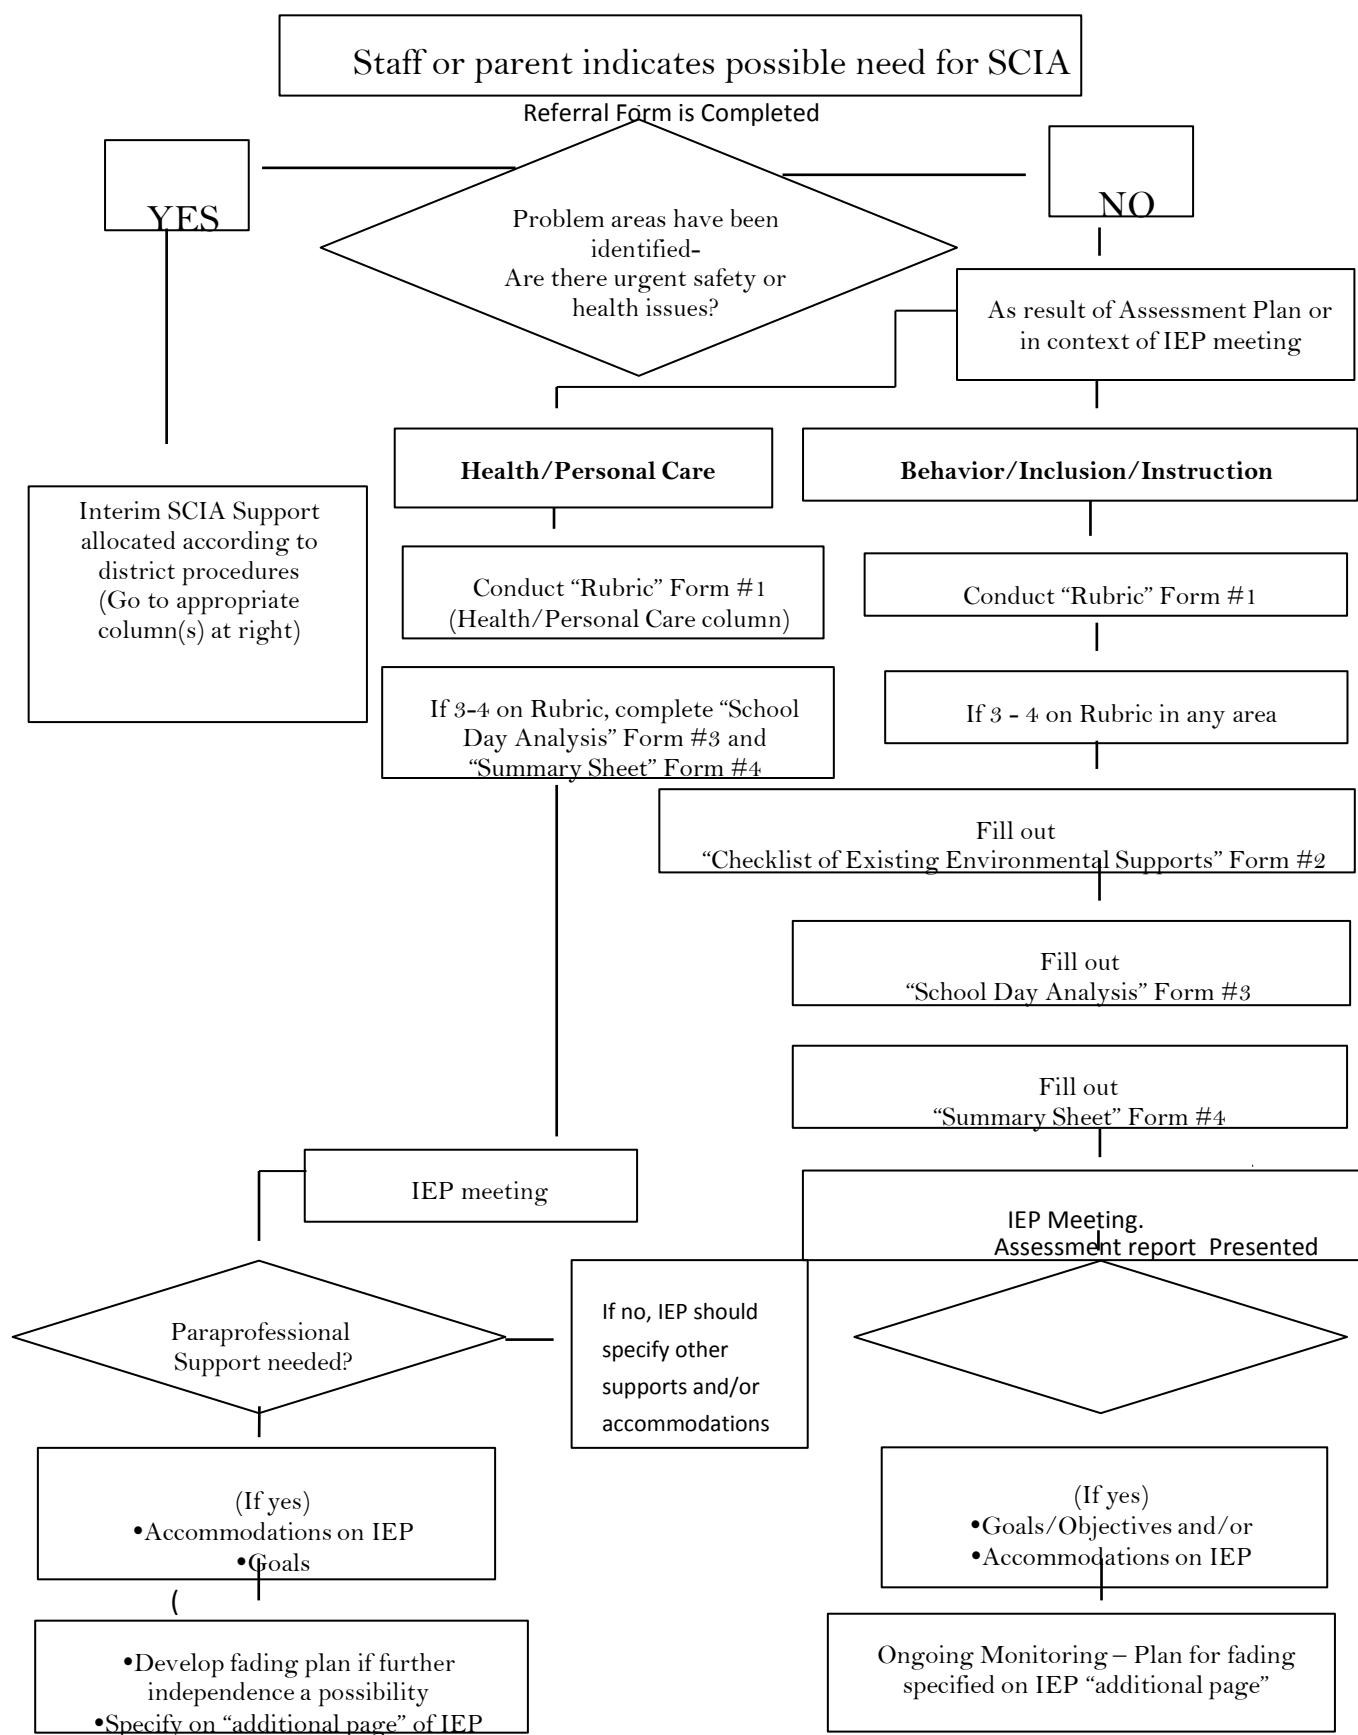 Staff or parent indicates possible need for SCIA
Referral Form is Completed
YES
NO
Problem areas have been
identified-
Are there urgent safety or
health issues?
As result of Assessment Plan or
in context of IEP meeting
Health/Personal Care
Behavior/Inclusion/Instruction
Interim SCIA Support
allocated according to
district procedures
(Go to appropriate
column(s) at right)
Conduct “Rubric” Form #1
(Health/Personal Care column)
Conduct “Rubric” Form #1
If 3-4 on Rubric, complete “School
Day Analysis” Form #3 and
“Summary Sheet” Form #4
If 3 - 4 on Rubric in any area
Fill out
“Checklist of Existing Environmental Supports” Form #2
Fill out
“School Day Analysis” Form #3
Fill out
“Summary Sheet” Form #4
IEP meeting
IEP Meeting.
Assessment report  Presented
Paraprofessional
Support needed?
If no, IEP should
specify other
supports and/or
accommodations
(If yes)
•Accommodations on IEP
•Goals
(
(If yes)
•Goals/Objectives and/or
•Accommodations on IEP
•Develop fading plan if further
independence a possibility
•Specify on “additional page” of IEP
Ongoing Monitoring – Plan for fading
specified on IEP “additional page”